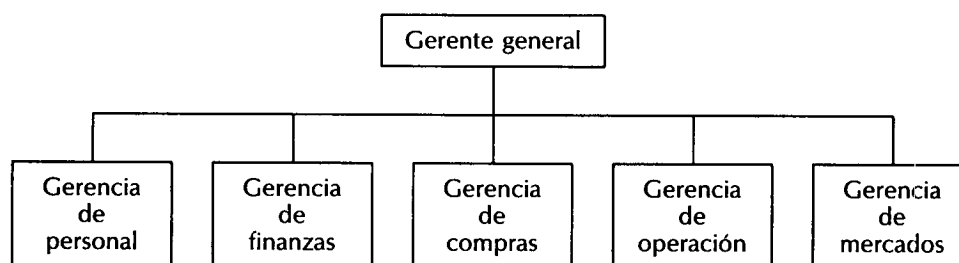 Gerente general
Gerencia
de
personal
Gerencia
de
finanzas
Gerencia
de
compras
Gerencia
de
operación
Gerencia
de
mercados